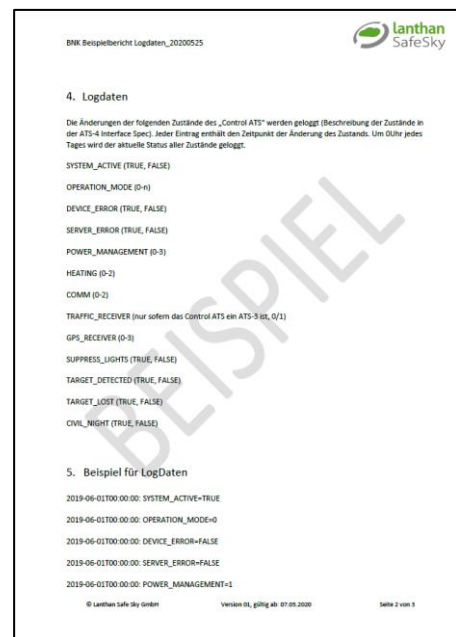 BNK Beispielbericht Logdaten_20200525
lanthan
SafeSky
4. Logdaten
Die Änderungen der folgenden Zustände des „Control ATS“ werden geloggt (Beschreibung der Zustände in
der ATS-4 Interface Spec). Jeder Eintrag enthält den Zeitpunkt der Änderung des Zustands. Um 0Uhr jedes
Tages wird der aktuelle Status aller Zustände geloggt.
SYSTEM_ACTIVE (TRUE, FALSE)
OPERATION_MODE (0-n)
DEVICE_ERROR (TRUE, FALSE)
SERVER_ERROR (TRUE, FALSE)
POWER_MANAGEMENT (0-3)
HEATING (0-2)
COMM (0-2)
TRAFFIC_RECEIVER (nur sofern das Control ATS ein ATS-3 ist, 0/1)
GPS_RECEIVER (0-3)
SUPPRESS_LIGHTS (TRUE, FALSE)
TARGET_DETECTED (TRUE, FALSE)
TARGET_LOST (TRUE, FALSE)
CIVIL_NIGHT (TRUE, FALSE)
BEISPIEL
5. Beispiel für LogDaten
2019-06-01T00:00:00: SYSTEM_ACTIVE=TRUE
2019-06-01T00:00:00: OPERATION_MODE=0
2019-06-01T00:00:00: DEVICE_ERROR=FALSE
2019-06-01T00:00:00: SERVER_ERROR=FALSE
2019-06-01T00:00:00: POWER_MANAGEMENT=1
© Lanthan Safe Sky GmbH Version 01, gültig ab 07.05.2020 Seite 2 von 3